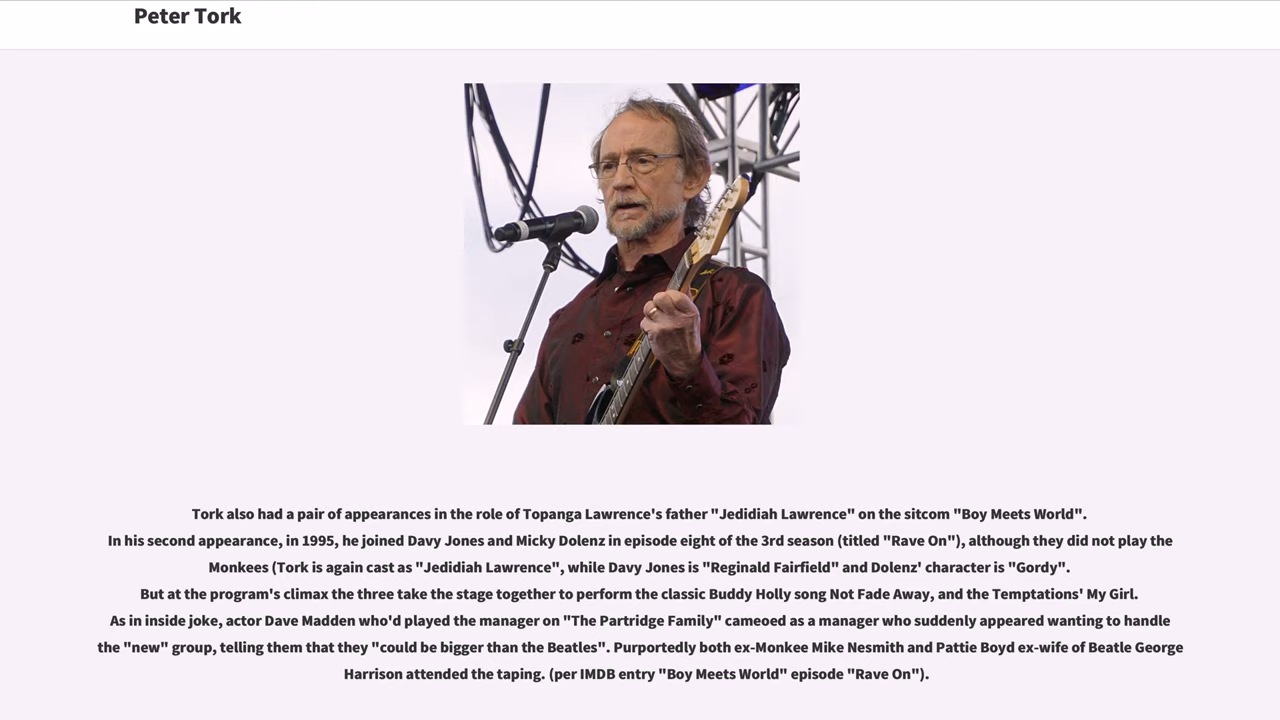 Peter Tork
Tork also had a pair of appearances in the role of Topanga Lawrence's father "Jedidiah Lawrence" on the sitcom "Boy Meets World".
In his second appearance, in 1995, he joined Davy Jones and Micky Dolenz in episode eight of the 3rd season (titled "Rave On"), although they did not play the
Monkees (Tork is again cast as "Jedidiah Lawrence", while Davy Jones is "Reginald Fairfield" and Dolenz' character is "Gordy".
But at the program's climax the three take the stage together to perform the classic Buddy Holly song Not Fade Away, and the Temptations' My Girl.
As in inside joke, actor Dave Madden who'd played the manager on "The Partridge Family" cameoed as a manager who suddenly appeared wanting to handle
the "new" group, telling them that they "could be bigger than the Beatles". Purportedly both ex-Monkee Mike Nesmith and Pattie Boyd ex-wife of Beatle George
Harrison attended the taping. (per IMDB entry "Boy Meets World" episode "Rave On").